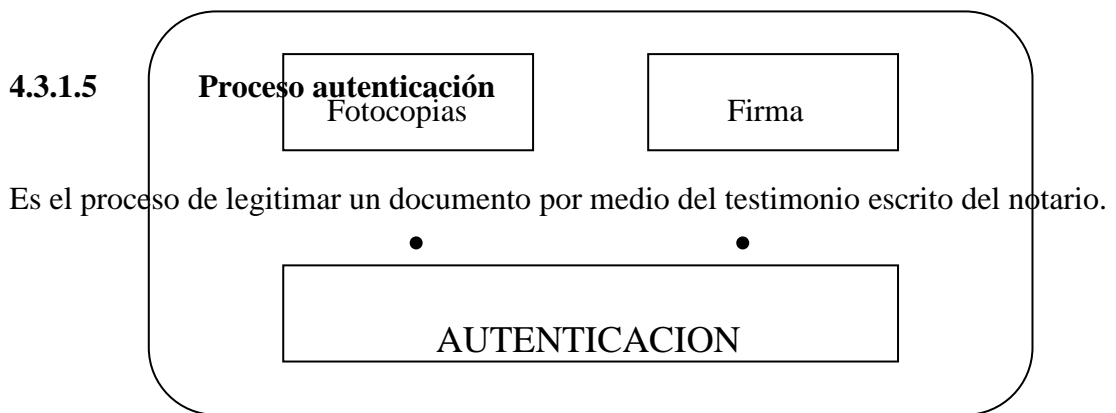 4.3.1.5 Proceso autenticación
Fotocopias Firma
Es el proceso de legitimar un documento por medio del testimonio escrito del notario.
AUTENTICACION